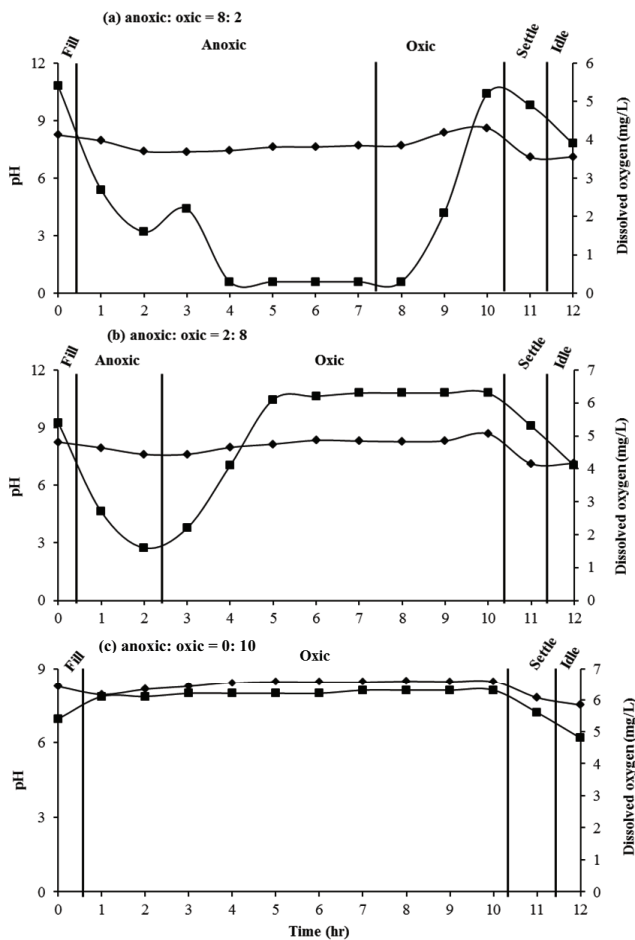 (a) anoxic: oxic = 8: 2
Fill
Anoxic
Oxic
Settle
Idle
12
9
6
3
0
pH
6
5
4
3
2
1
0
Dissolved oxygen (mg/L)
0 1 2 3 4 5 6 7 8 9 10 11 12
(b) anoxic: oxic = 2: 8
Fill
Anoxic
Oxic
Settle
Idle
12
9
6
3
0
pH
7
6
5
4
3
2
1
0
Dissolved oxygen (mg/L)
0 1 2 3 4 5 6 7 8 9 10 11 12
(c) anoxic: oxic = 0: 10
Fill
Oxic
Settle
Idle
9
6
3
0
pH
7
6
5
4
3
2
1
0
Dissolved oxygen (mg/L)
0 1 2 3 4 5 6 7 8 9 10 11 12
Time (hr)